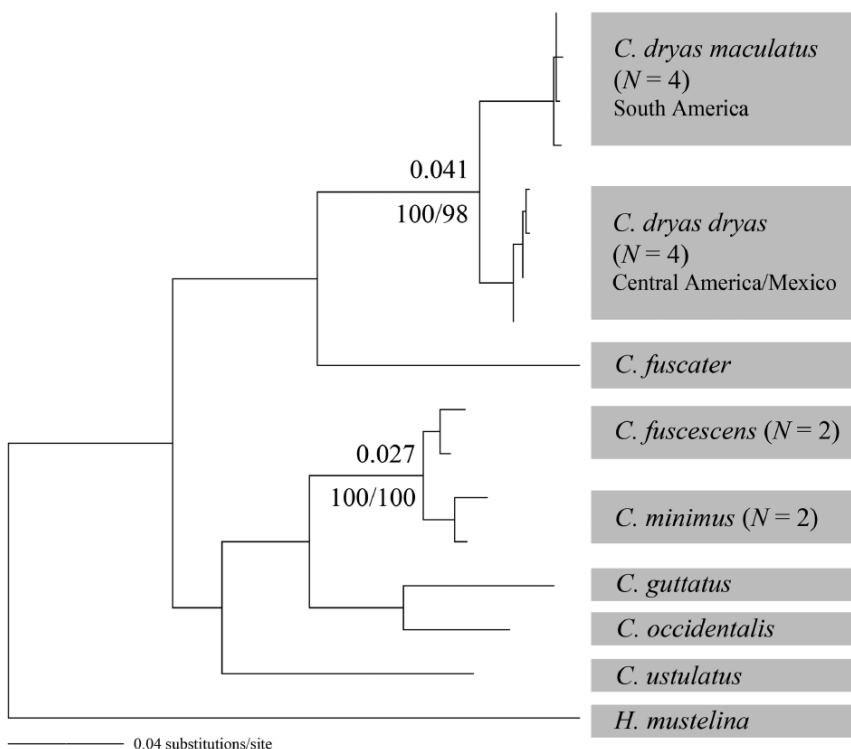 C. dryas maculatus
(N = 4)
South America
0.041
100/98
C. dryas dryas
(N = 4)
Central America/Mexico
C. fuscater
C. fuscescens (N = 2)
0.027
100/100
C. minimus (N = 2)
C. guttatus
C. occidentalis
C. ustulatus
H. mustelina
0.04 substitutions/site